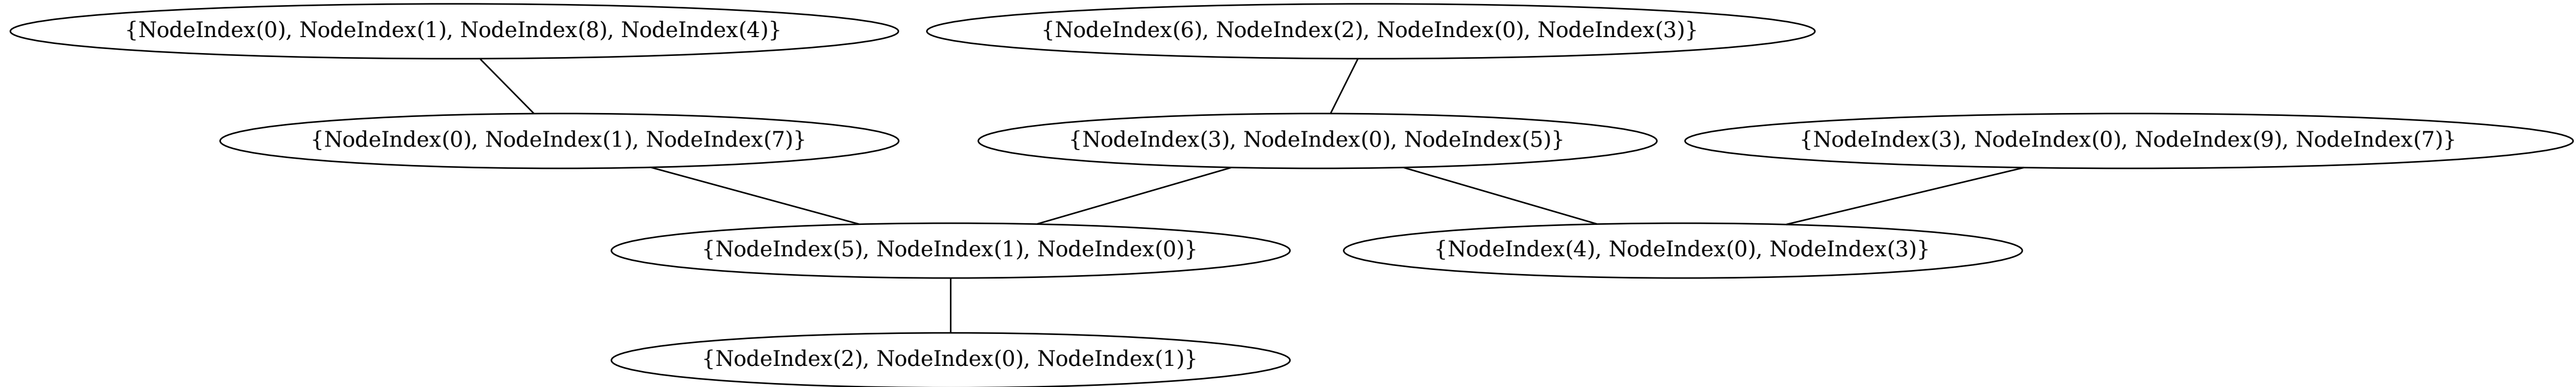 {NodeIndex(0), NodeIndex(1), NodeIndex(8), NodeIndex(4)}
{NodeIndex(6), NodeIndex(2), NodeIndex(0), NodeIndex(3)}
{NodeIndex(0), NodeIndex(1), NodeIndex(7)}
{NodeIndex(3), NodeIndex(0), NodeIndex(5)}
{NodeIndex(3), NodeIndex(0), NodeIndex(9), NodeIndex(7)}
{NodeIndex(5), NodeIndex(1), NodeIndex(0)}
{NodeIndex(4), NodeIndex(0), NodeIndex(3)}
{NodeIndex(2), NodeIndex(0), NodeIndex(1)}